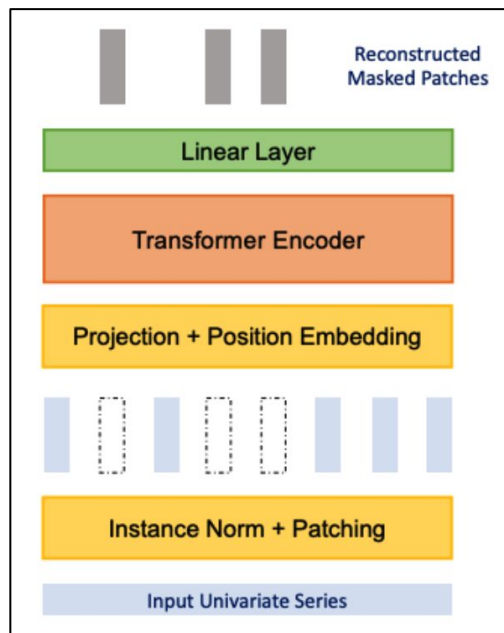 Reconstructed
Masked Patches
Linear Layer
Transformer Encoder
Projection + Position Embedding
Instance Norm + Patching
Input Univariate Series